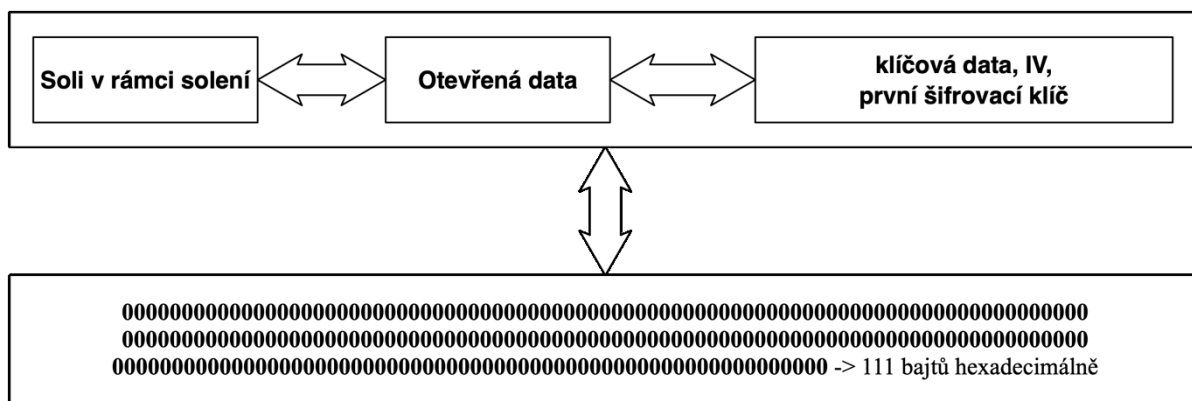 Soli v rámci solení
Otevřená data
klíčová data, IV,
první šifrovací klíč
000000000000000000000000000000000000000000000000000000000000000000000000000000000
000000000000000000000000000000000000000000000000000000000000000000000000000000000
000000000000000000000000000000000000000000000000000000000000 -> 111 bajtů hexadecimálně